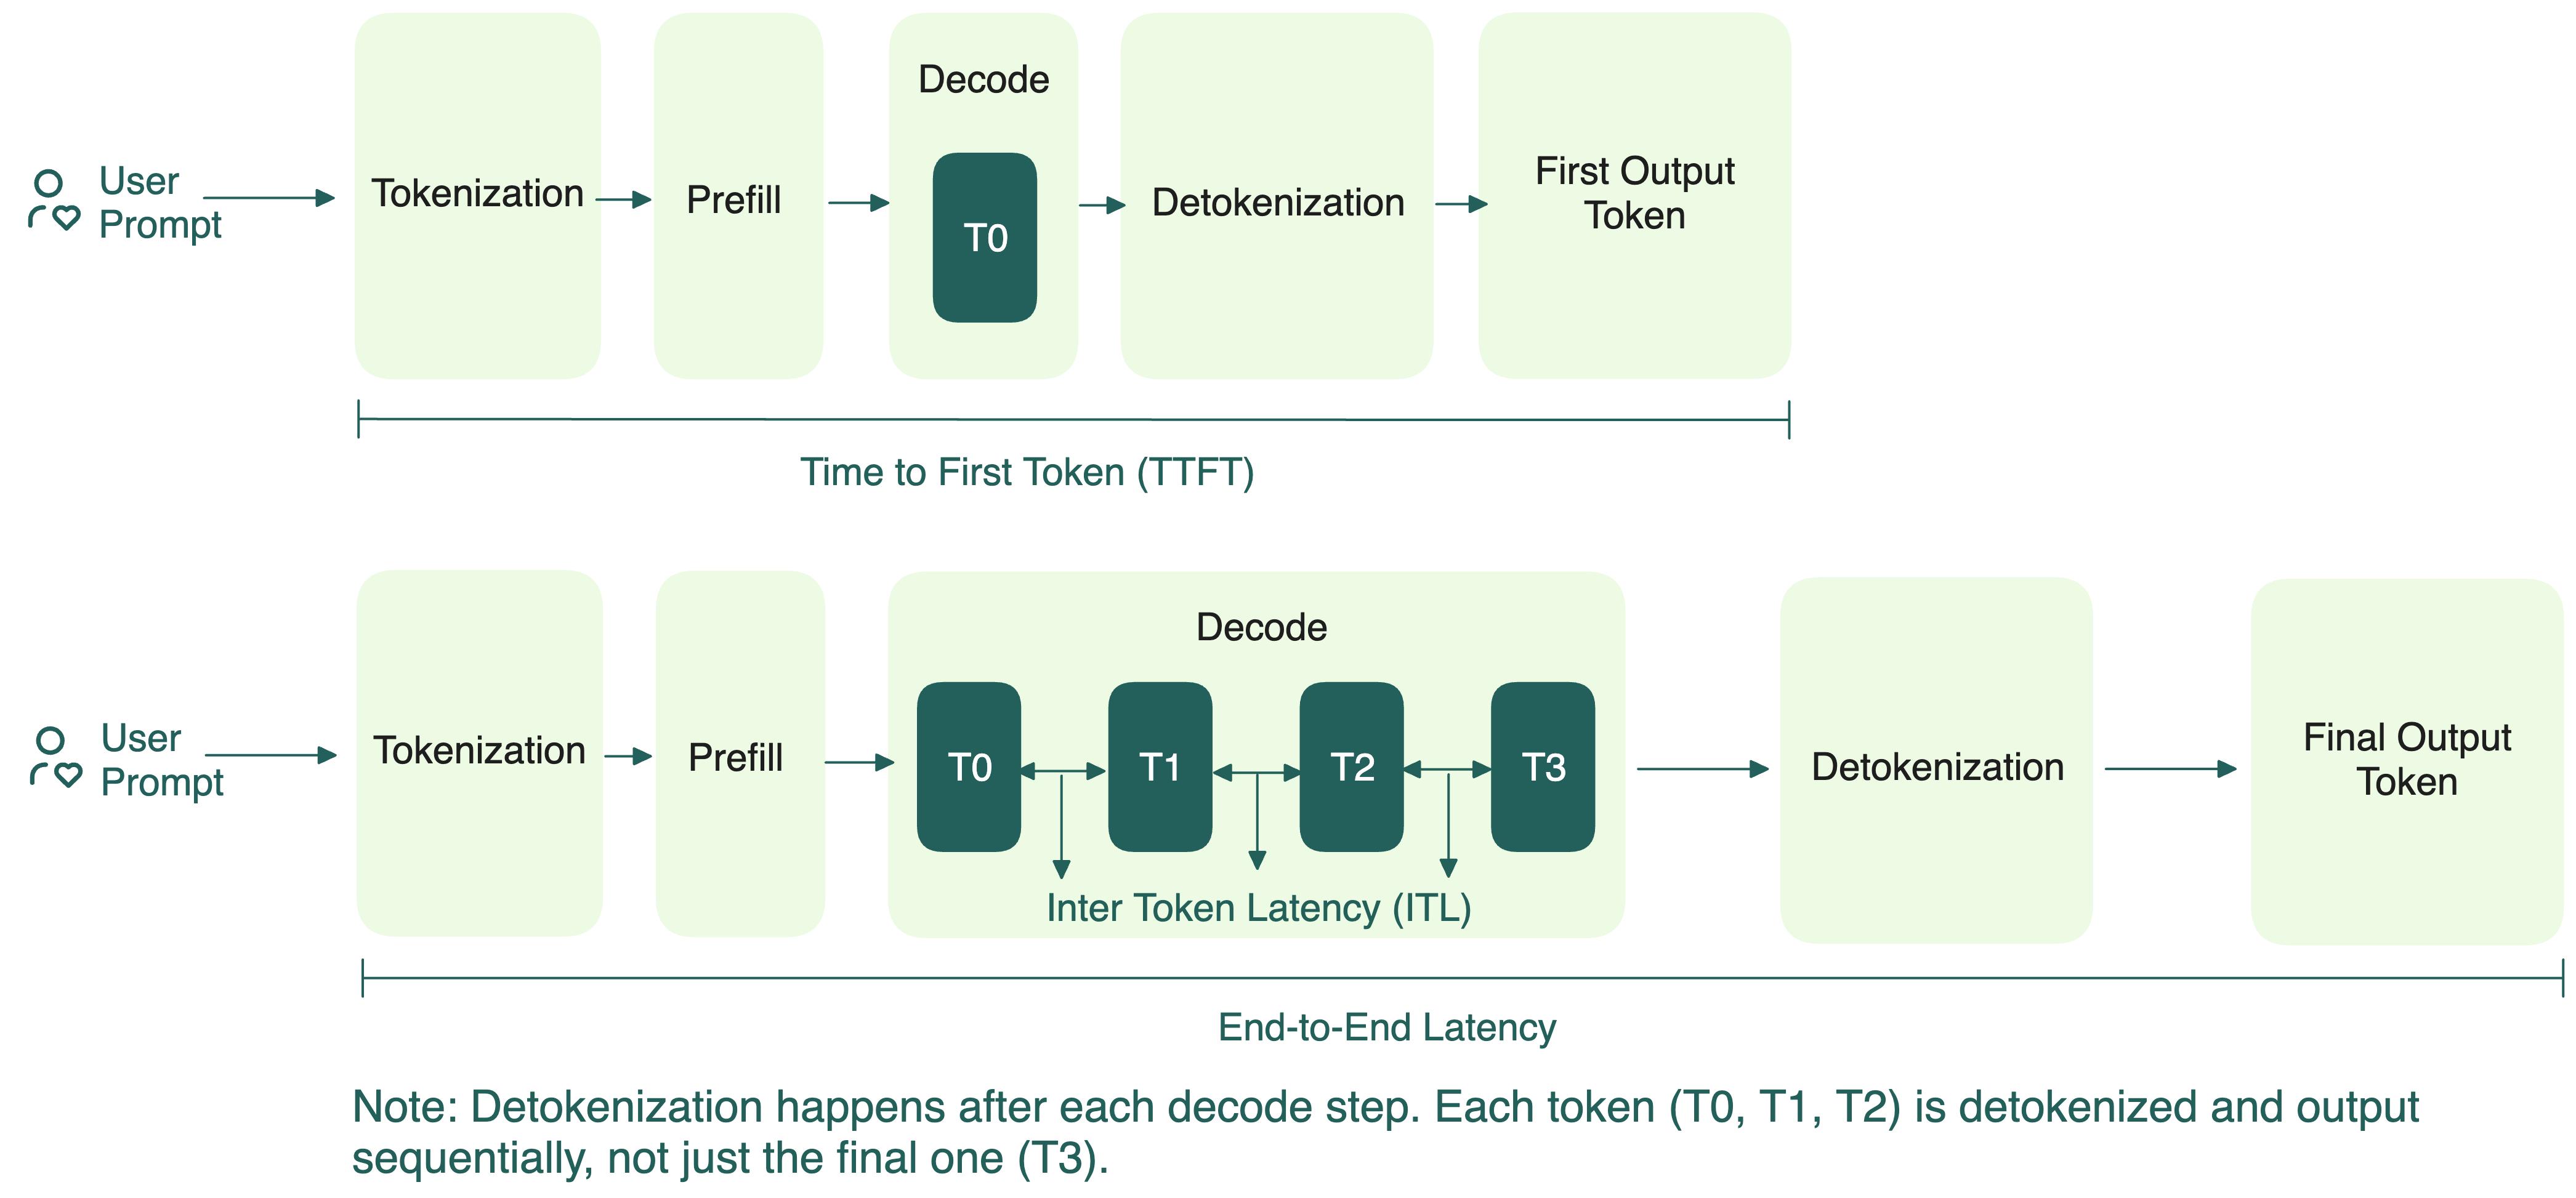 User
Prompt
Tokenization
Prefill
Decode
T0
Detokenization
First Output
Token
Time to First Token (TTFT)
User
Prompt
Tokenization
Prefill
Decode
T0
T1
T2
T3
Inter Token Latency (ITL)
Detokenization
Final Output
Token
End-to-End Latency
Note: Detokenization happens after each decode step. Each token (T0, T1, T2) is detokenized and output
sequentially, not just the final one (T3).